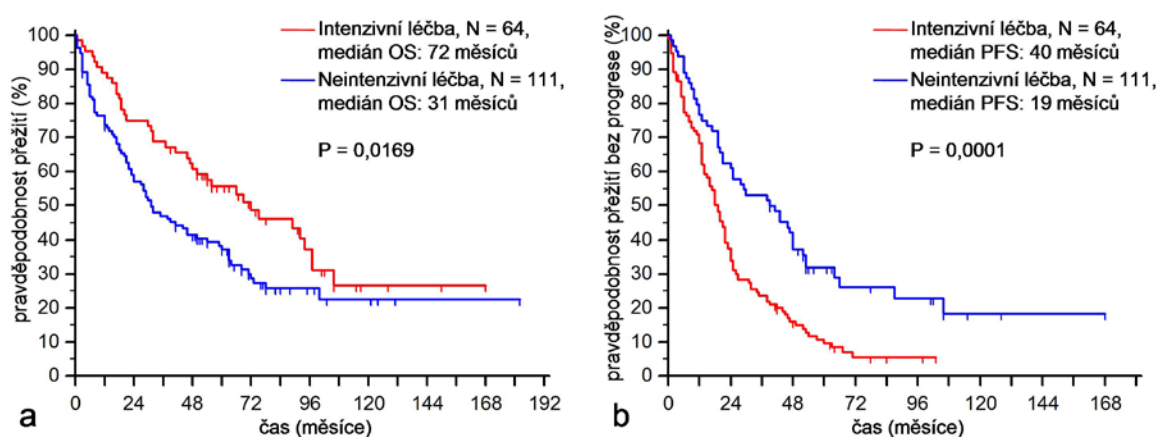 Intenzivní léčba, N = 64,
medián OS: 72 měsíců
Neintenzivní léčba, N = 111,
medián OS: 31 měsíců
P = 0,0169
pravděpodobnost přežití (%)
100
90
80
70
60
50
40
30
20
10
0
0 24 48 72 96 120 144 168 192
čas (měsíce)
a
Intenzivní léčba, N = 64,
medián PFS: 40 měsíců
Neintenzivní léčba, N = 111,
medián PFS: 19 měsíců
P = 0,0001
pravděpodobnost přežití bez progrese (%)
100
90
80
70
60
50
40
30
20
10
0
0 24 48 72 96 120 144 168
čas (měsíce)
b